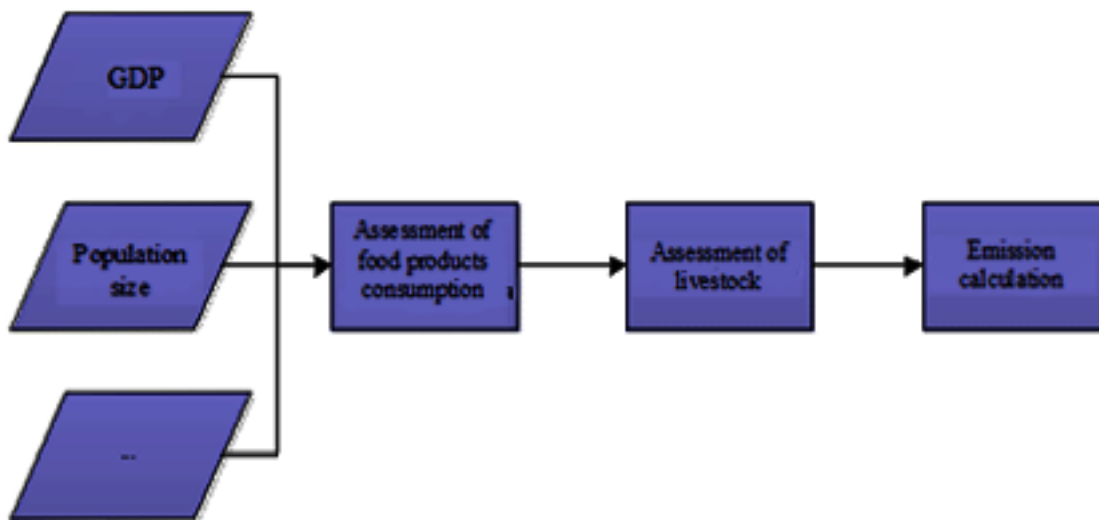 GDP
Population
size
...
Assessment of
food products
consumption
Assessment of
livestock
Emission
calculation